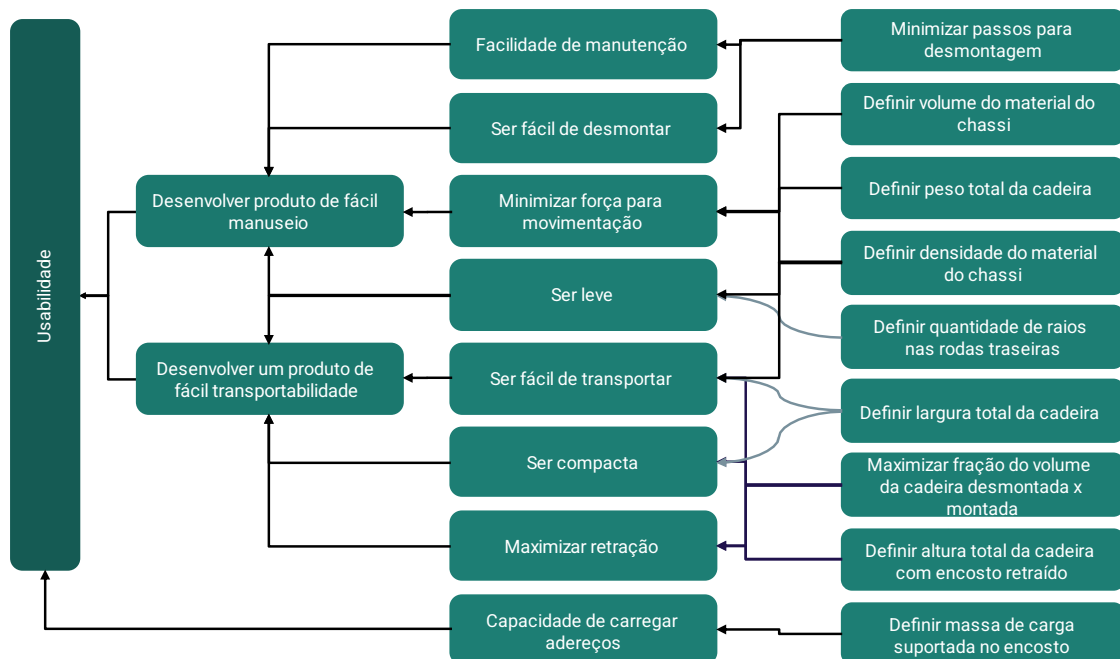 Usabilidade
Desenvolver produto de fácil
manuseio
Desenvolver um produto de
fácil transportabilidade
Facilidade de manutenção
Ser fácil de desmontar
Minimizar força para
movimentação
Ser leve
Ser fácil de transportar
Ser compacta
Maximizar retração
Capacidade de carregar
adereços
Minimizar passos para
desmontagem
Definir volume do material do
chassi
Definir peso total da cadeira
Definir densidade do material
do chassi
Definir quantidade de raios
nas rodas traseiras
Definir largura total da cadeira
Maximizar fração do volume
da cadeira desmontada x
montada
Definir altura total da cadeira
com encosto retraído
Definir massa de carga
suportada no encosto